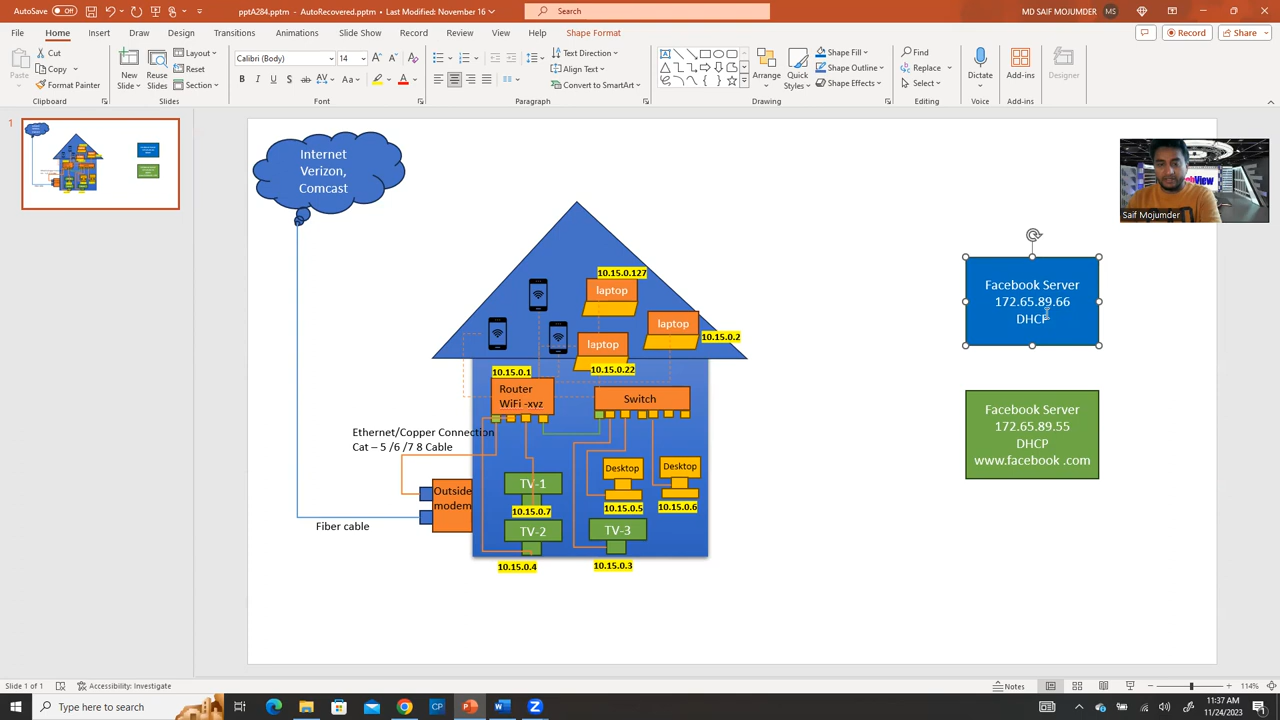 AutoSave Off
pptA284.pptm - AutoRecovered.pptm • Last Modified: November 16
Search
MD SAIF MOJUMDER MS
File Home Insert Draw Design Transitions Animations Slide Show Record Review View Help Shape Format
Record Share
Paste
Cut
Copy
Format Painter
Clipboard
New Slide
Reuse Slides
Layout
Reset
Section
Slides
Calibri (Body) 14
Font
Text Direction
Align Text
Convert to SmartArt
Paragraph
Arrange
Quick Styles
Shape Fill
Shape Outline
Shape Effects
Drawing
Find
Replace
Select
Editing
Dictate
Voice
Add-ins
Add-ins
Designer
1
Internet
Verizon,
Comcast
10.15.0.127
laptop
laptop
10.15.0.2
laptop
10.15.0.22
10.15.0.1
Router
WiFi -xyz
Switch
Ethernet/Copper Connection
Cat – 5 /6 /7 8 Cable
Outside
modem
Fiber cable
TV-1
10.15.0.7
TV-2
10.15.0.4
Desktop
10.15.0.5
Desktop
10.15.0.6
TV-3
10.15.0.3
Facebook Server
172.65.89.66
DHCP
Facebook Server
172.65.89.55
DHCP
www.facebook .com
Saif Mojumder
Slide 1 of 1
Accessibility: Investigate
Notes
114%
Type here to search
11:37 AM
11/24/2023